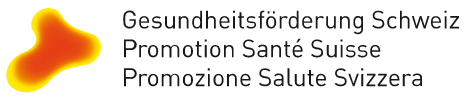 Gesundheitsförderung Schweiz
Promotion Santé Suisse
Promozione Salute Svizzera